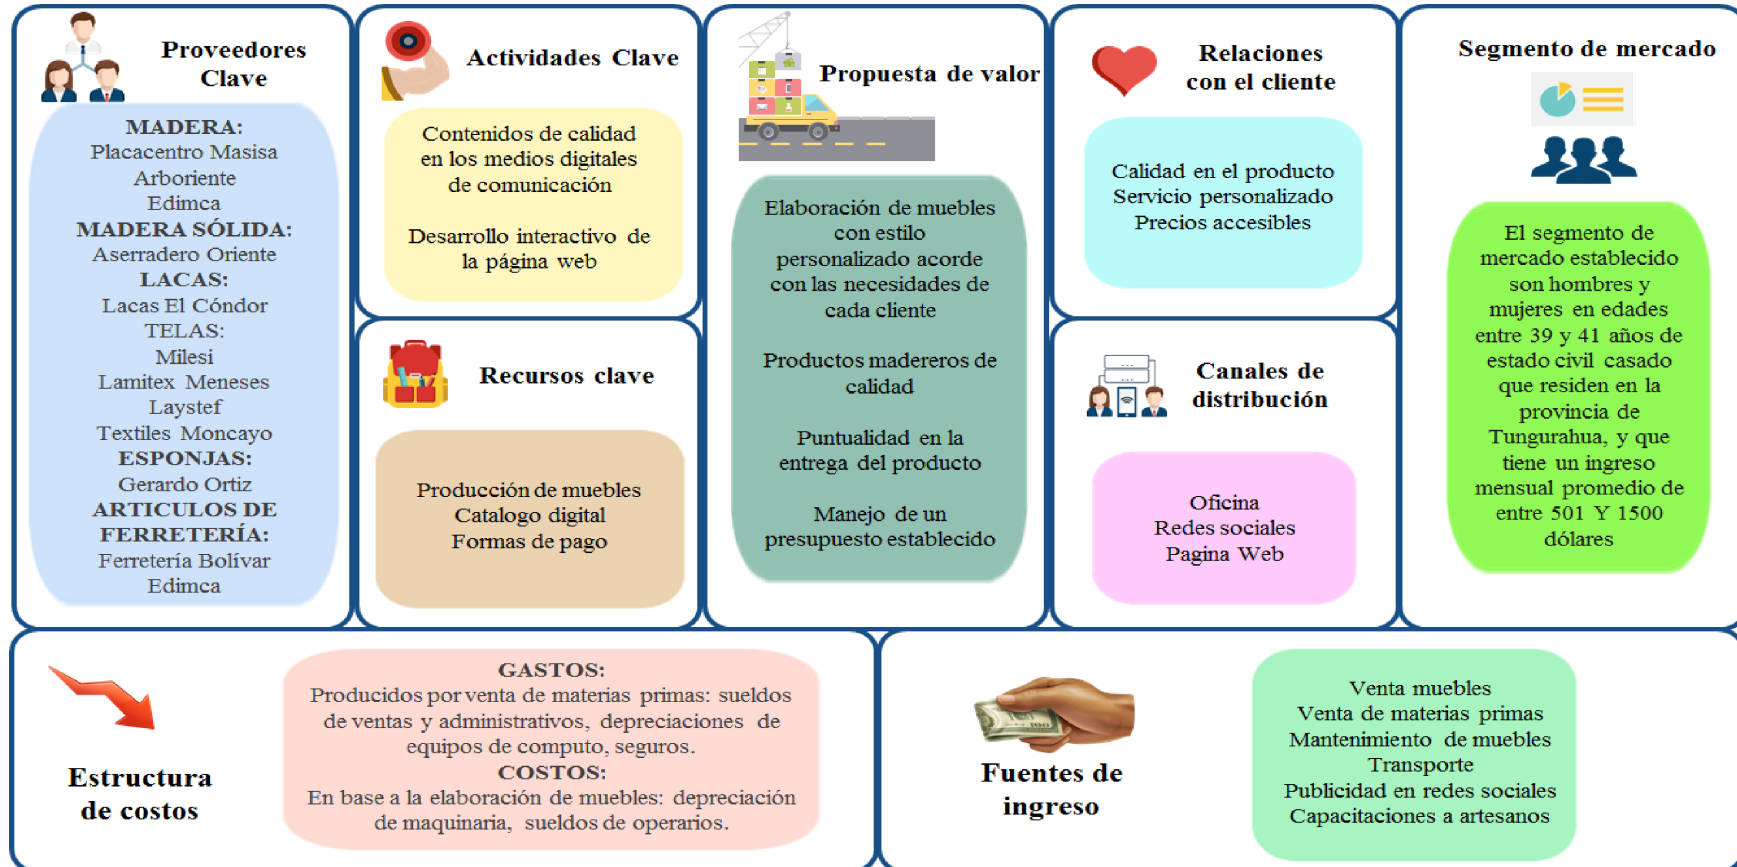 Proveedores
Clave
MADERA:
Placacentro Masisa
Arboriente
Edimca
MADERA SÓLIDA:
Aserradero Oriente
LACAS:
Lacas El Cóndor
TELAS:
Milesi
Lamitex Meneses
Laystef
Textiles Moncayo
ESPONJAS:
Gerardo Ortiz
ARTICULOS DE
FERRETERÍA:
Ferretería Bolívar
Edimca
Actividades Clave
Contenidos de calidad
en los medios digitales
de comunicación
Desarrollo interactivo de
la página web
Recursos clave
Producción de muebles
Catalogo digital
Formas de pago
Propuesta de valor
Elaboración de muebles
con estilo
personalizado acorde
con las necesidades de
cada cliente
Productos madereros de
calidad
Puntualidad en la
entrega del producto
Manejo de un
presupuesto establecido
Relaciones
con el cliente
Calidad en el producto
Servicio personalizado
Precios accesibles
Canales de
distribución
Oficina
Redes sociales
Pagina Web
Segmento de mercado
El segmento de
mercado establecido
son hombres y
mujeres en edades
entre 39 y 41 años de
estado civil casado
que residen en la
provincia de
Tungurahua, y que
tiene un ingreso
mensual promedio de
entre 501 Y 1500
dólares
Estructura
de costos
GASTOS:
Producidos por venta de materias primas: sueldos
de ventas y administrativos, depreciaciones de
equipos de computo, seguros.
COSTOS:
En base a la elaboración de muebles: depreciación
de maquinaria, sueldos de operarios.
Fuentes de
ingreso
Venta muebles
Venta de materias primas
Mantenimiento de muebles
Transporte
Publicidad en redes sociales
Capacitaciones a artesanos